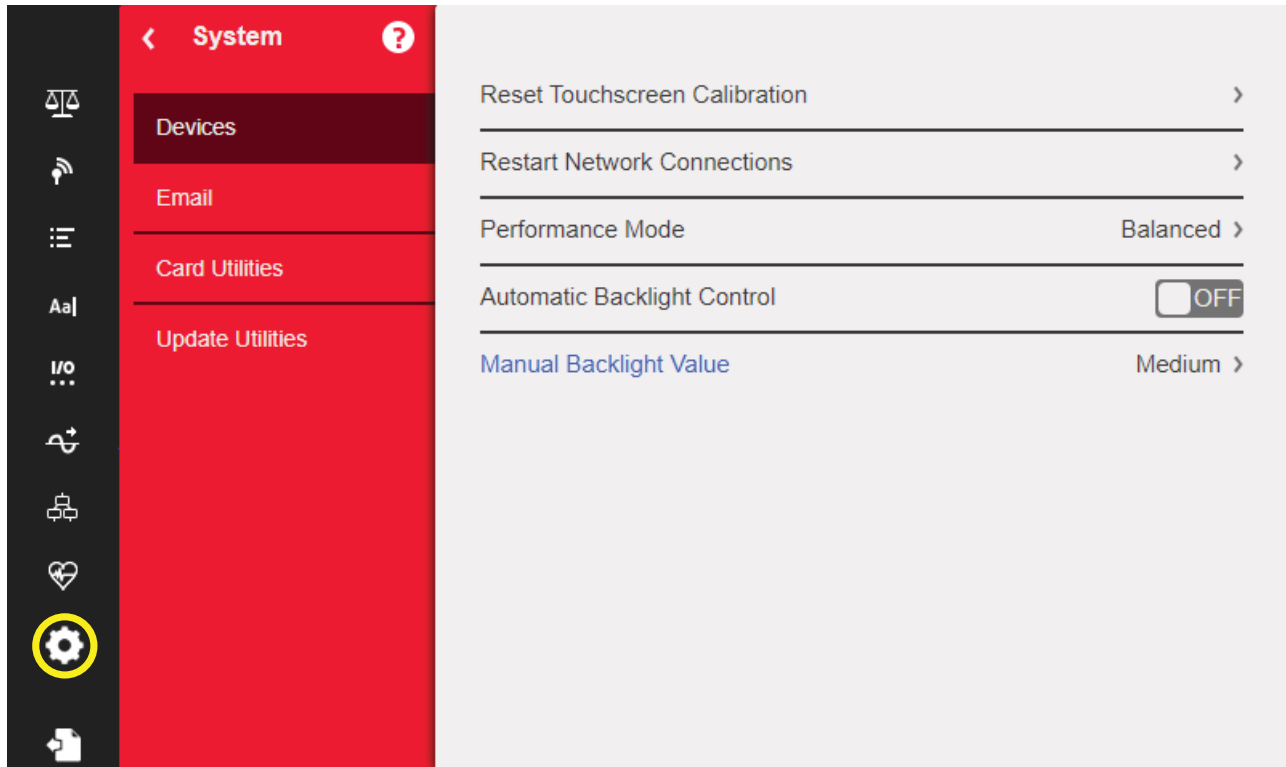 System
?
Devices
Email
Card Utilities
Update Utilities
Aa
I/O
Reset Touchscreen Calibration
Restart Network Connections
Performance Mode Balanced
Automatic Backlight Control OFF
Manual Backlight Value Medium